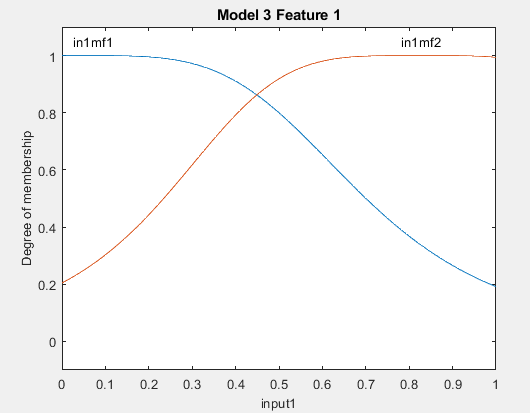 Model 3 Feature 1
in1mf1 in1mf2
1
0.8
0.6
0.4
0.2
0
Degree of membership
0 0.1 0.2 0.3 0.4 0.5 0.6 0.7 0.8 0.9 1
input1